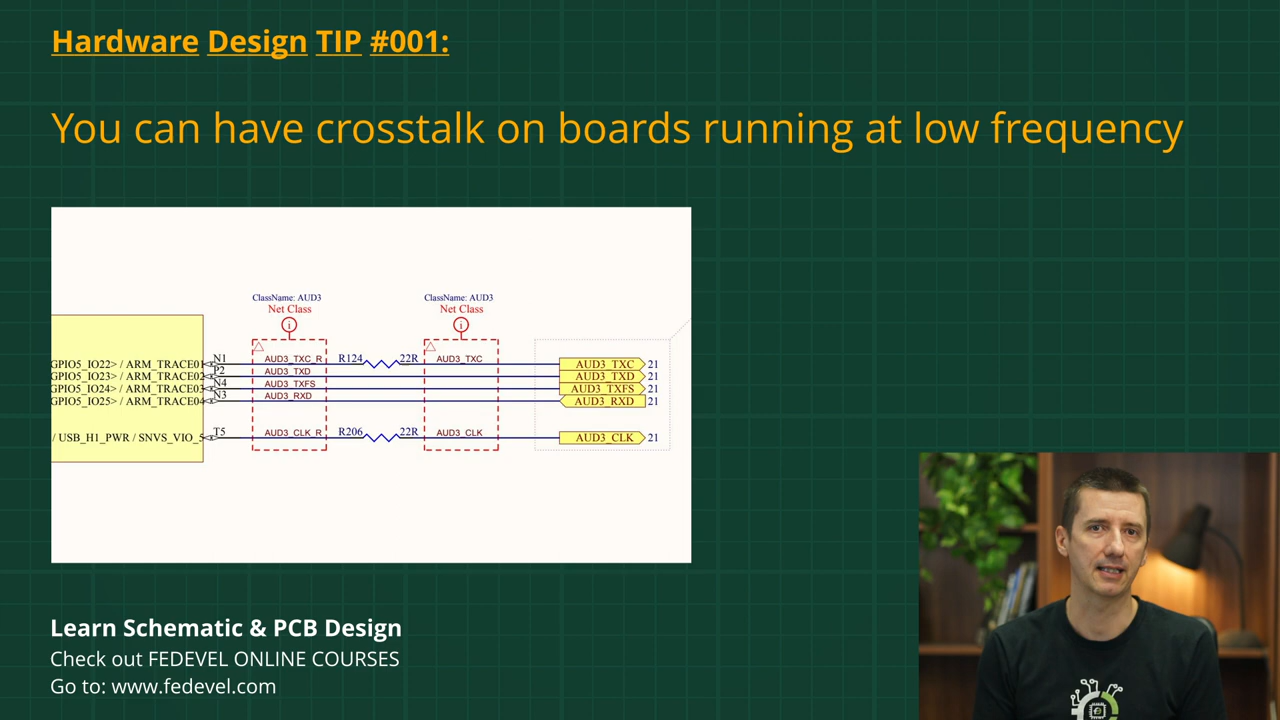 Hardware Design TIP #001:
You can have crosstalk on boards running at low frequency
ClassName: AUD3
ClassName: AUD3
Net Class
Net Class
i
i
GPIO5_IO22> / ARM_TRACE01
N1
AUD3_TXC_R
R124
22R
AUD3_TXC
AUD3_TXC
21
GPIO5_IO23> / ARM_TRACE02
P2
AUD3_TXD
AUD3_TXD
21
GPIO5_IO24> / ARM_TRACE03
N4
AUD3_TXFS
AUD3_TXFS
21
GPIO5_IO25> / ARM_TRACE04
N3
AUD3_RXD
AUD3_RXD
21
/ USB_H1_PWR / SNVS_VIO_5
T5
AUD3_CLK_R
R206
22R
AUD3_CLK
AUD3_CLK
21
Learn Schematic & PCB Design
Check out FEDEVEL ONLINE COURSES
Go to: www.fedevel.com